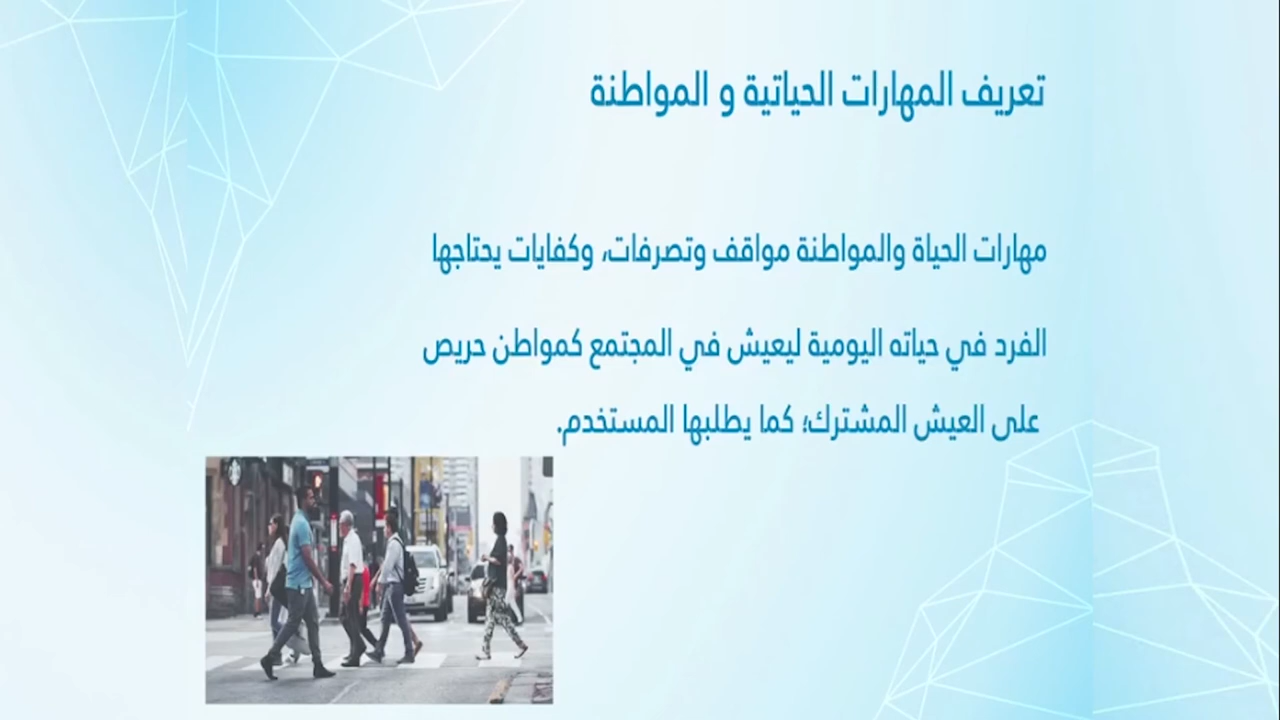 تعريف المهارات الحياتية و المواطنة
مهارات الحياة والمواطنة مواقف وتصرفات، وكفايات يحتاجها
الفرد في حياته اليومية ليعيش في المجتمع كمواطن حريص
على العيش المشترك؛ كما يطلبها المستخدم.